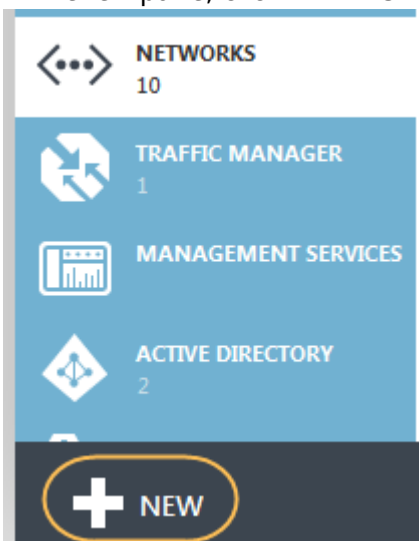 NETWORKS
10
TRAFFIC MANAGER
1
MANAGEMENT SERVICES
ACTIVE DIRECTORY
2
NEW